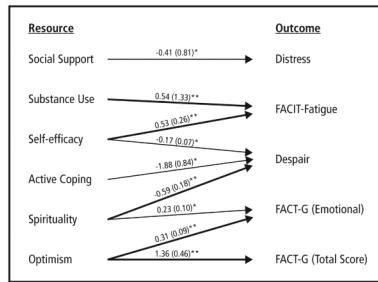 Resource
Outcome
Social Support
-0.41 (0.81)*
Distress
Substance Use
0.54 (1.33)**
FACIT-Fatigue
0.53 (0.26)**
Self-efficacy
-0.17 (0.07)*
Despair
Active Coping
-1.88 (0.84)*
-0.59 (0.18)**
Spirituality
0.23 (0.10)*
FACT-G (Emotional)
0.31 (0.09)**
Optimism
1.36 (0.46)**
FACT-G (Total Score)